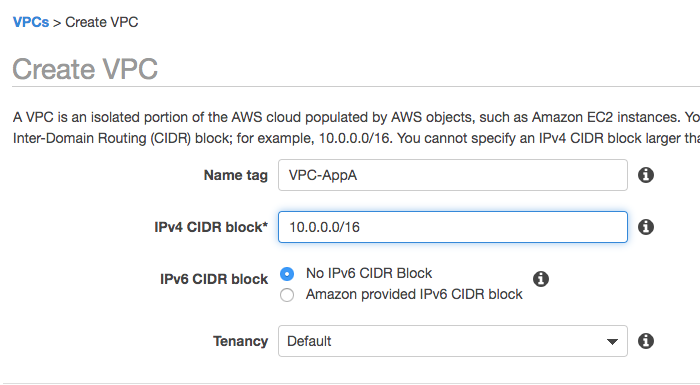 VPCs > Create VPC
Create VPC
A VPC is an isolated portion of the AWS cloud populated by AWS objects, such as Amazon EC2 instances.
Inter-Domain Routing (CIDR) block; for example, 10.0.0.0/16. You cannot specify an IPv4 CIDR block larger
Name tag VPC-AppA
IPv4 CIDR block* 10.0.0.0/16
IPv6 CIDR block No IPv6 CIDR Block
Amazon provided IPv6 CIDR block
Tenancy Default